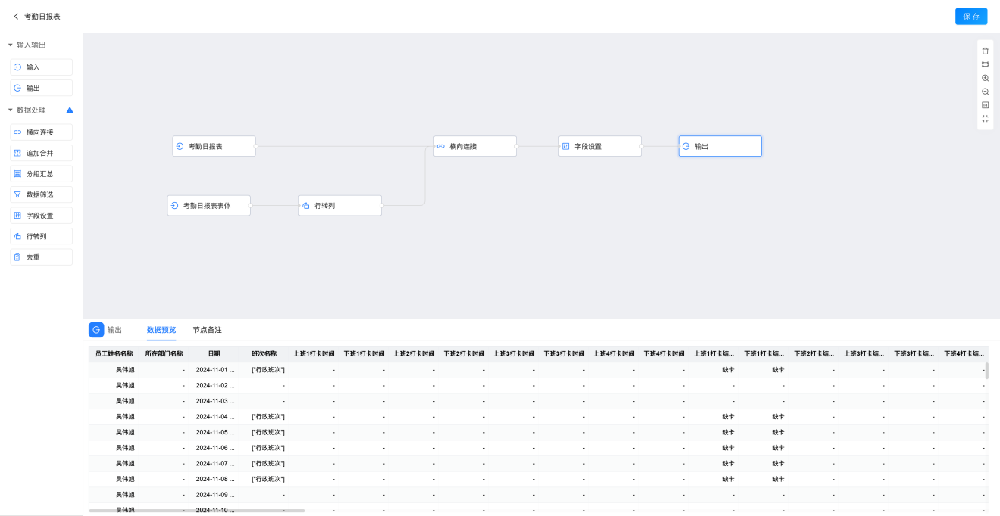 考勤日报表
保存
输入输出
输入
输出
数据处理
横向连接
追加合并
分组汇总
数据筛选
字段设置
行转列
去重
考勤日报表
横向连接
字段设置
输出
考勤日报表表体
行转列
输出 数据预览 节点备注
员工姓名名称 所在部门名称 日期 班次名称 上班1打卡时间 下班1打卡时间 上班2打卡时间 下班2打卡时间 上班3打卡时间 下班3打卡时间 上班4打卡时间 下班4打卡时间 上班1打卡结... 下班1打卡结... 下班2打卡结... 上班3打卡结... 下班3打卡结... 下班4打卡结...
吴伟旭 - 2024-11-01 ... ["行政班次"] - - - - - - - - 缺卡 缺卡 - - - -
吴伟旭 - 2024-11-02 ... - - - - - - - - - - - - - - -
吴伟旭 - 2024-11-03 ... - - - - - - - - - - - - - - -
吴伟旭 - 2024-11-04 ... ["行政班次"] - - - - - - - - 缺卡 缺卡 - - - -
吴伟旭 - 2024-11-05 ... ["行政班次"] - - - - - - - - 缺卡 缺卡 - - - -
吴伟旭 - 2024-11-06 ... ["行政班次"] - - - - - - - - 缺卡 缺卡 - - - -
吴伟旭 - 2024-11-07 ... ["行政班次"] - - - - - - - - 缺卡 缺卡 - - - -
吴伟旭 - 2024-11-08 ... ["行政班次"] - - - - - - - - 缺卡 缺卡 - - - -
吴伟旭 - 2024-11-09 ... - - - - - - - - - - - - - - -
吴伟旭 - 2024-11-10 ... - - - - - - - - - - - - - - -